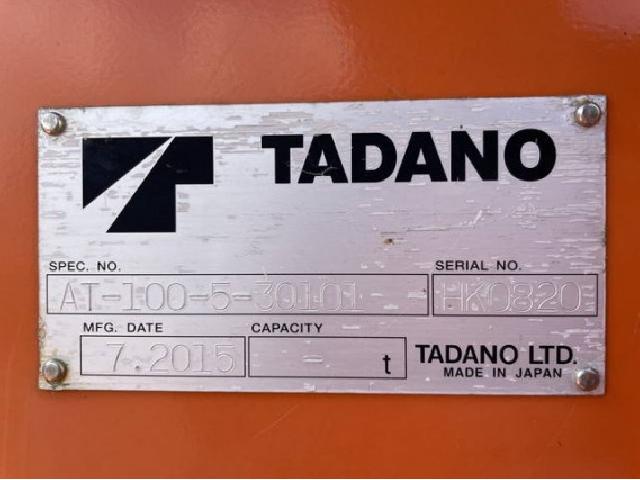 TADANO
SPEC. NO. SERIAL NO.
AT-100-5-30101 HK0820
MFG. DATE CAPACITY
7.2015 - t TADANO LTD.
MADE IN JAPAN